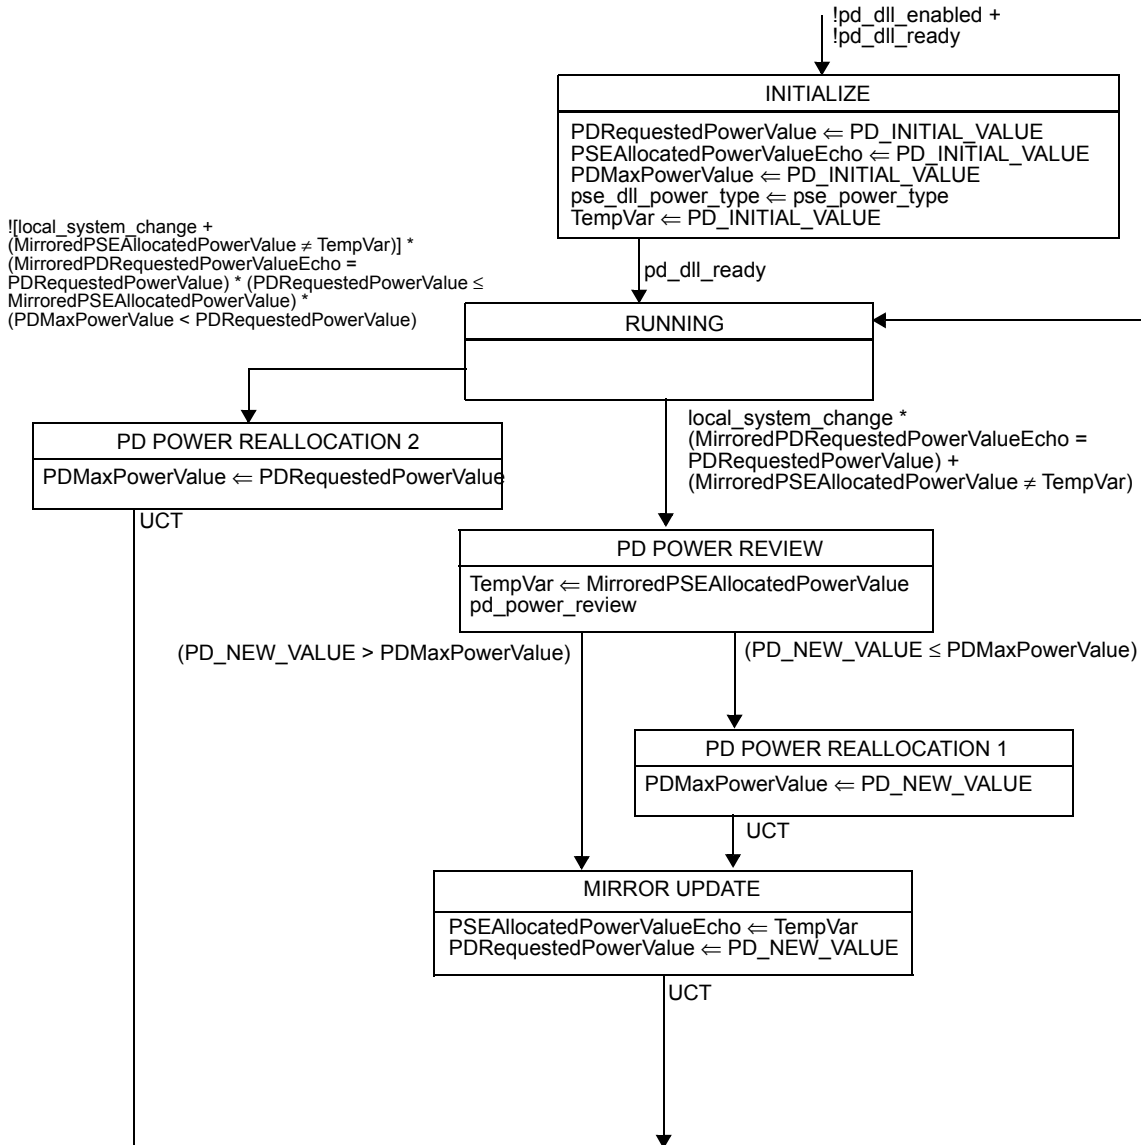 !pd_dll_enabled +
!pd_dll_ready
INITIALIZE
PDRequestedPowerValue ⇐ PD_INITIAL_VALUE
PSEAllocatedPowerValueEcho ⇐ PD_INITIAL_VALUE
PDMaxPowerValue ⇐ PD_INITIAL_VALUE
pse_dll_power_type ⇐ pse_power_type
TempVar ⇐ PD_INITIAL_VALUE
![local_system_change +
(MirroredPSEAllocatedPowerValue ≠ TempVar)] *
(MirroredPDRequestedPowerValueEcho =
PDRequestedPowerValue) * (PDRequestedPowerValue ≤
MirroredPSEAllocatedPowerValue) *
(PDMaxPowerValue < PDRequestedPowerValue)
pd_dll_ready
RUNNING
PD POWER REALLOCATION 2
PDMaxPowerValue ⇐ PDRequestedPowerValue
UCT
local_system_change *
(MirroredPDRequestedPowerValueEcho =
PDRequestedPowerValue) +
(MirroredPSEAllocatedPowerValue ≠ TempVar)
PD POWER REVIEW
TempVar ⇐ MirroredPSEAllocatedPowerValue
pd_power_review
(PD_NEW_VALUE > PDMaxPowerValue)
(PD_NEW_VALUE ≤ PDMaxPowerValue)
PD POWER REALLOCATION 1
PDMaxPowerValue ⇐ PD_NEW_VALUE
UCT
MIRROR UPDATE
PSEAllocatedPowerValueEcho ⇐ TempVar
PDRequestedPowerValue ⇐ PD_NEW_VALUE
UCT